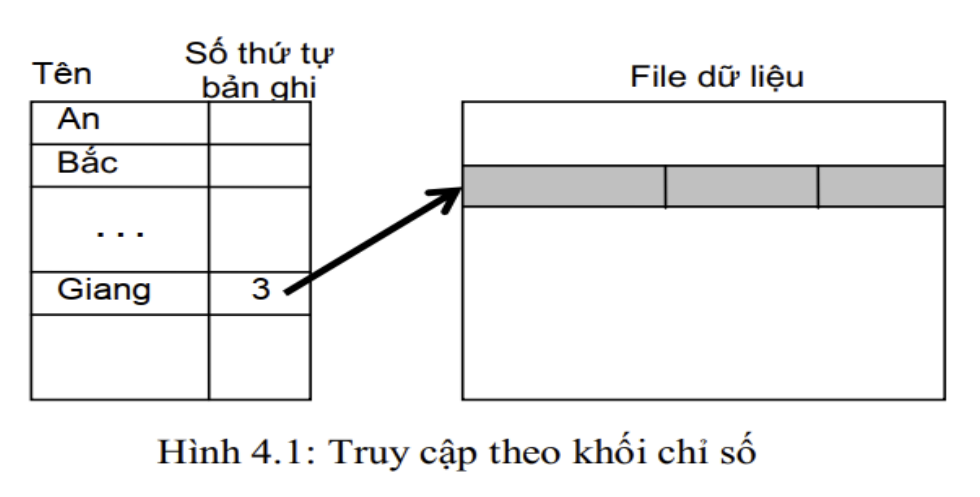 Tên
Số thứ tự
bản ghi
An
Bắc
...
Giang 3
File dữ liệu
Hình 4.1: Truy cập theo khối chỉ số